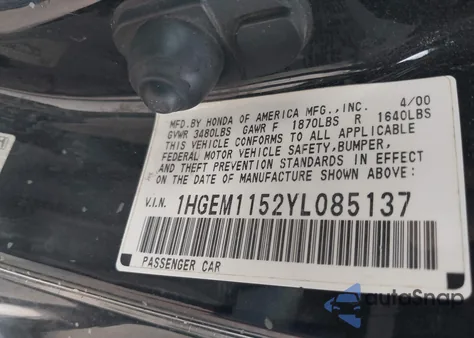 MFD.BY HONDA OF AMERICA MFG.,INC. 4/00
GVWR 3480LBS GAWR F 1870LBS R 1640LBS
THIS VEHICLE CONFORMS TO ALL APPLICABLE
FEDERAL MOTOR VEHICLE SAFETY,BUMPER,
AND THEFT PREVENTION STANDARDS IN EFFECT
ON THE DATE OF MANUFACTURE SHOWN ABOVE:
V.I.N. 1HGEM1152YL085137
PASSENGER CAR
autoSnap